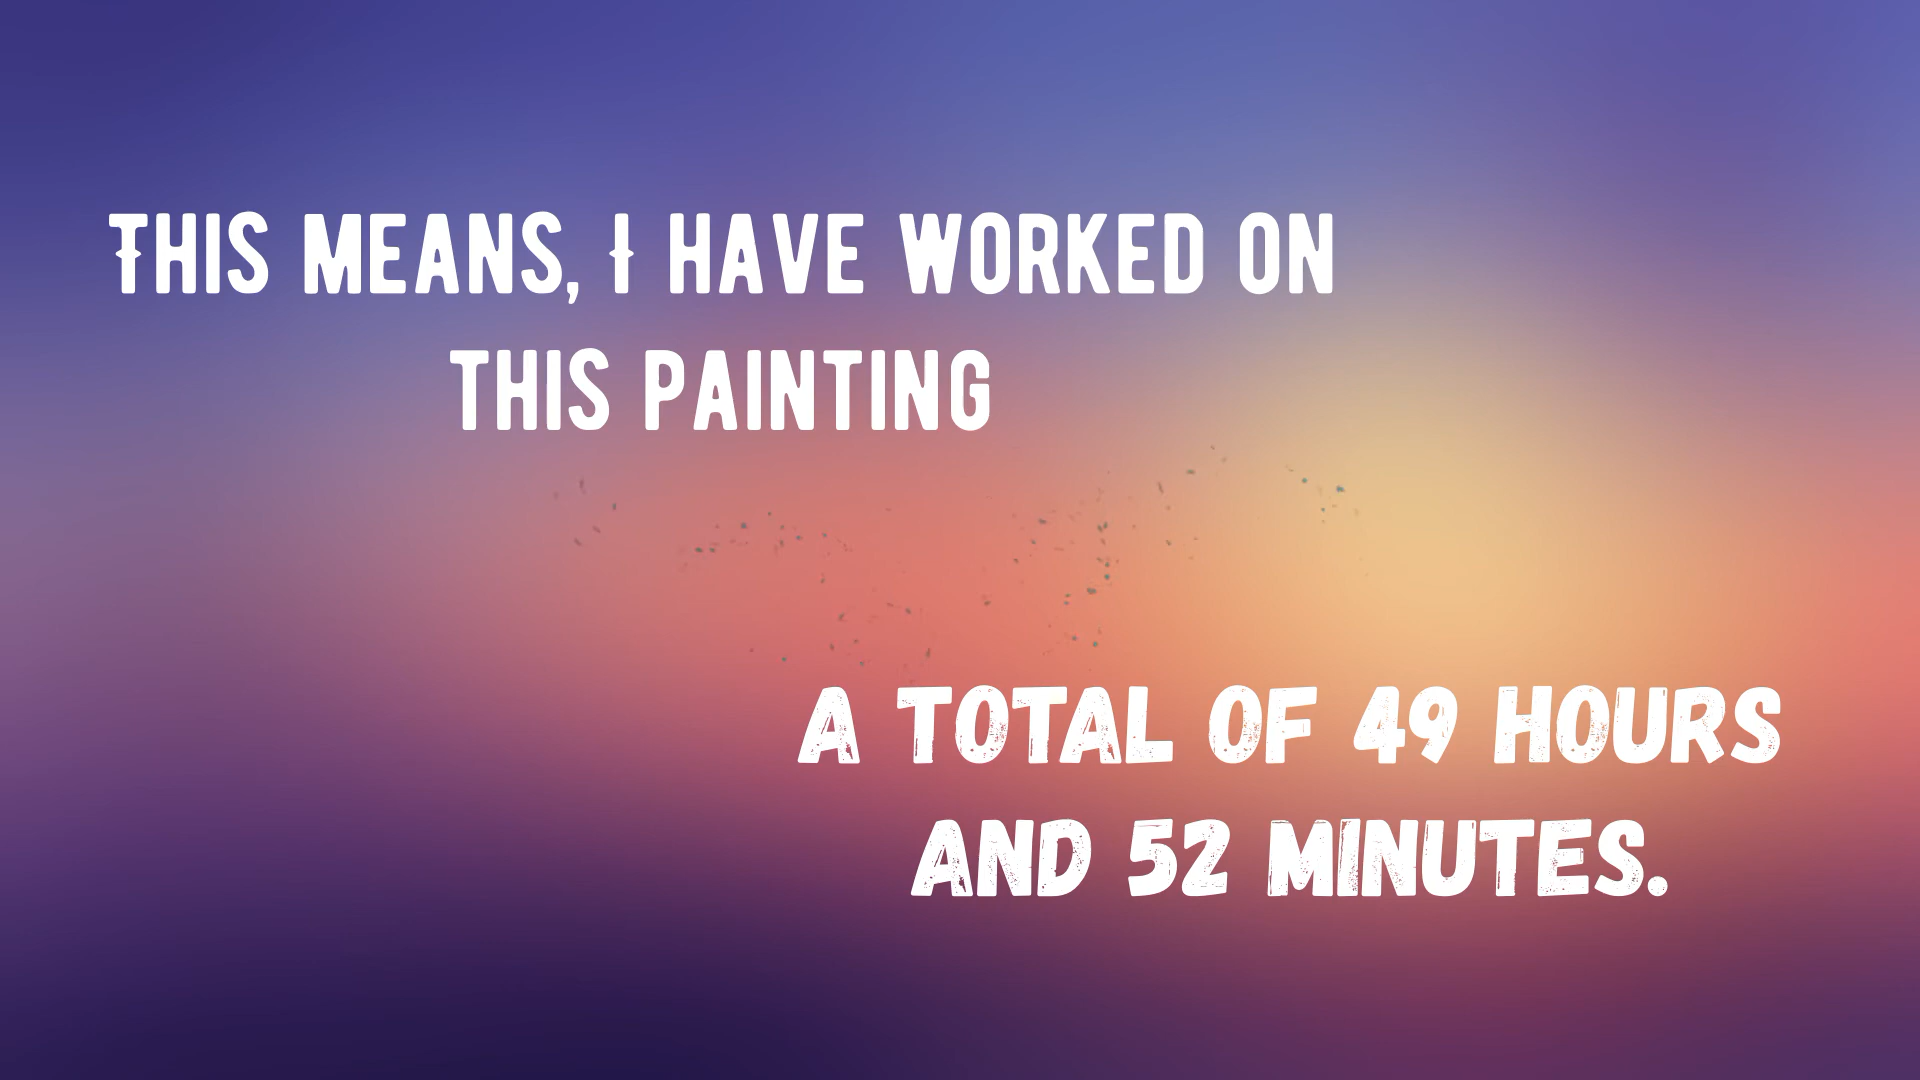 THIS MEANS, I HAVE WORKED ON
THIS PAINTING
A TOTAL OF 49 HOURS
AND 52 MINUTES.